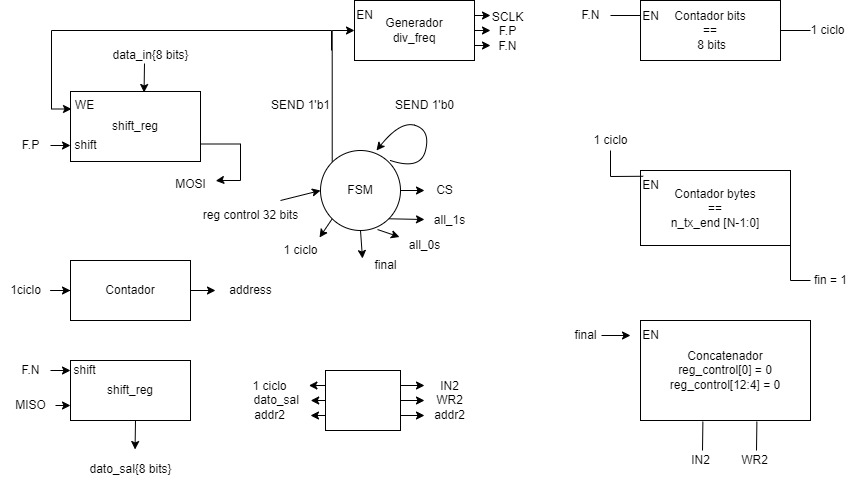 EN
Generador
div_freq
SCLK
F.P
F.N
F.N
EN
Contador bits
==
8 bits
1 ciclo
data_in{8 bits}
WE
shift_reg
F.P
shift
MOSI
SEND 1'b1
SEND 1'b0
FSM
CS
reg control 32 bits
all_1s
all_0s
1 ciclo
final
1 ciclo
EN
Contador bytes
==
n_tx_end [N-1:0]
fin = 1
1ciclo
Contador
address
F.N
shift
MISO
shift_reg
dato_sal{8 bits}
1 ciclo
dato_sal
addr2
IN2
WR2
addr2
final
EN
Concatenador
reg_control[0] = 0
reg_control[12:4] = 0
IN2
WR2